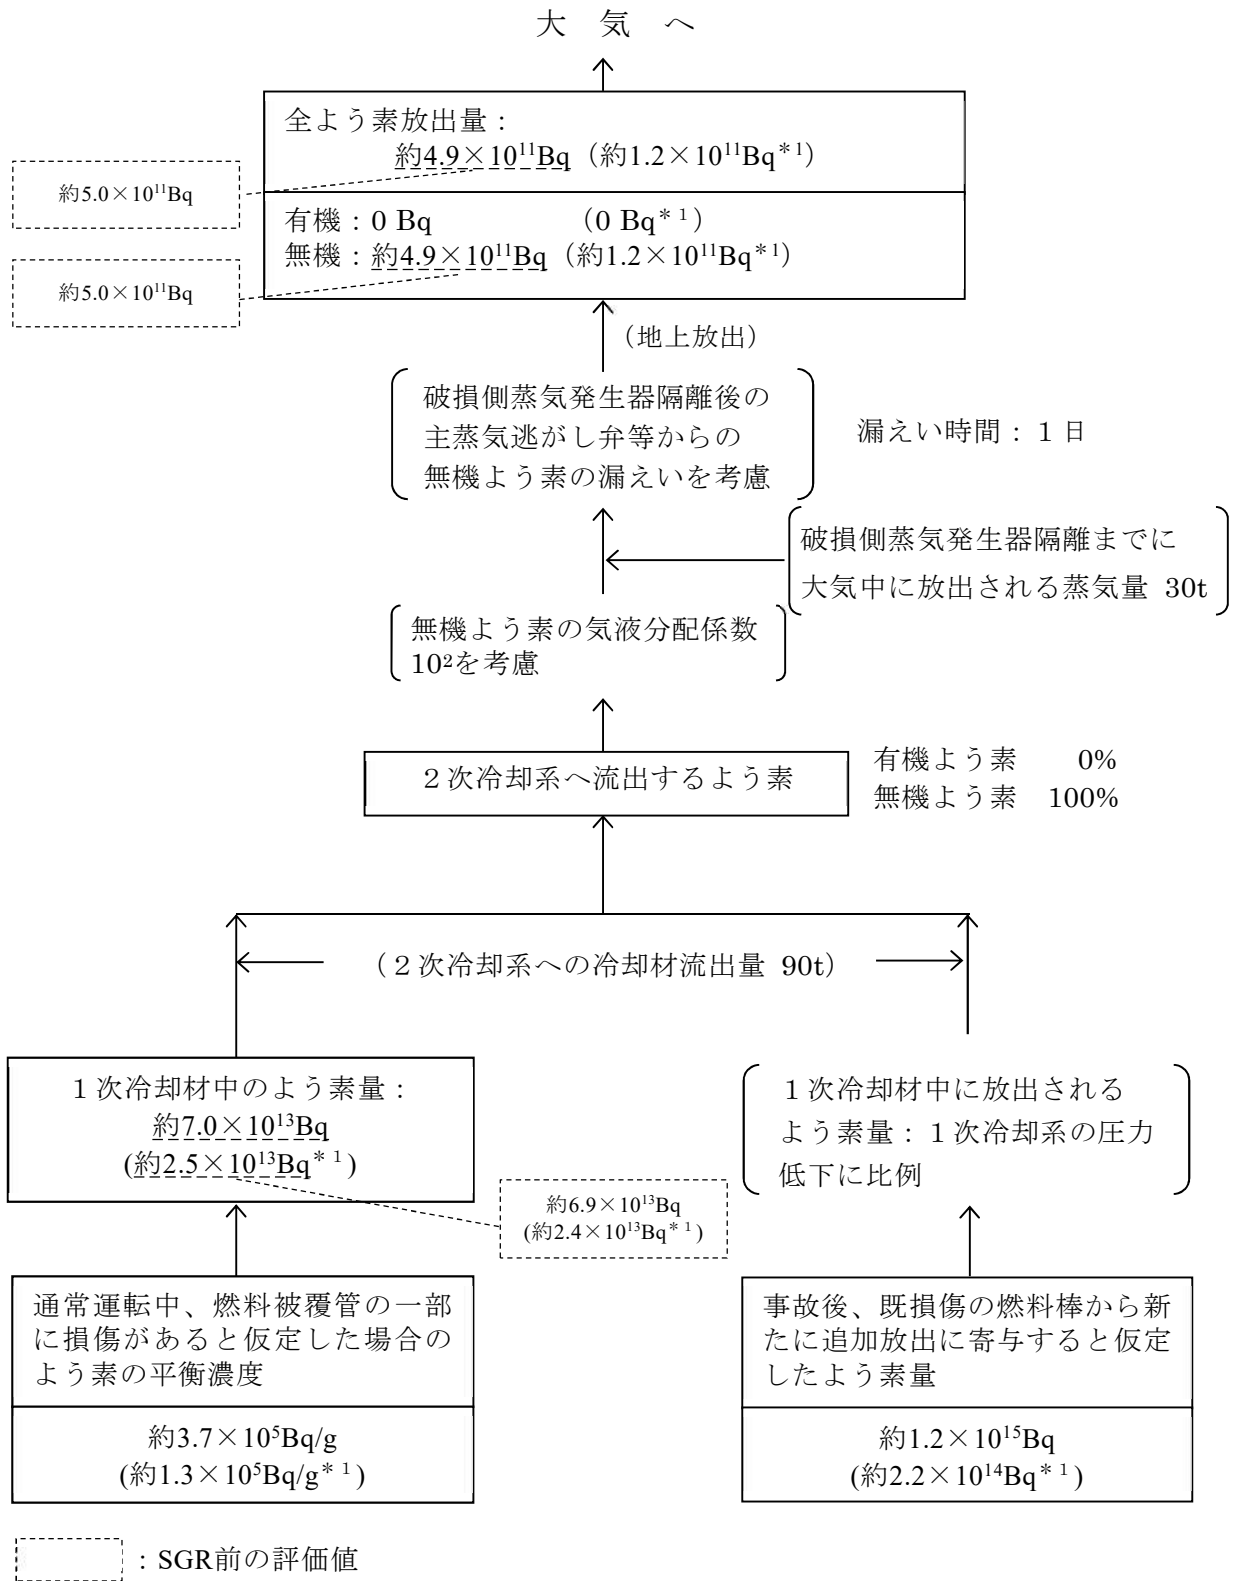 大　気　へ
全よう素放出量：
約4.9×10¹¹Bq（約1.2×10¹¹Bq＊¹）
約5.0×10¹¹Bq
有機：0 Bq　　　（0 Bq＊¹）
無機：約4.9×10¹¹Bq（約1.2×10¹¹Bq＊¹）
約5.0×10¹¹Bq
（地上放出）
破損側蒸気発生器隔離後の
主蒸気逃がし弁等からの
無機よう素の漏えいを考慮
漏えい時間：１日
破損側蒸気発生器隔離までに
大気中に放出される蒸気量 30t
無機よう素の気液分配係数
10²を考慮
２次冷却系へ流出するよう素
有機よう素　　0%
無機よう素　100%
（２次冷却系への冷却材流出量 90t）
１次冷却材中のよう素量：
約7.0×10¹³Bq
(約2.5×10¹³Bq＊¹)
１次冷却材中に放出される
よう素量：１次冷却系の圧力
低下に比例
約6.9×10¹³Bq
(約2.4×10¹³Bq＊¹)
通常運転中、燃料被覆管の一部
に損傷があると仮定した場合の
よう素の平衡濃度
約3.7×10⁵Bq/g
(約1.3×10⁵Bq/g＊¹)
事故後、既損傷の燃料棒から新
たに追加放出に寄与すると仮定
したよう素量
約1.2×10¹⁵Bq
(約2.2×10¹⁴Bq＊¹)
：SGR前の評価値